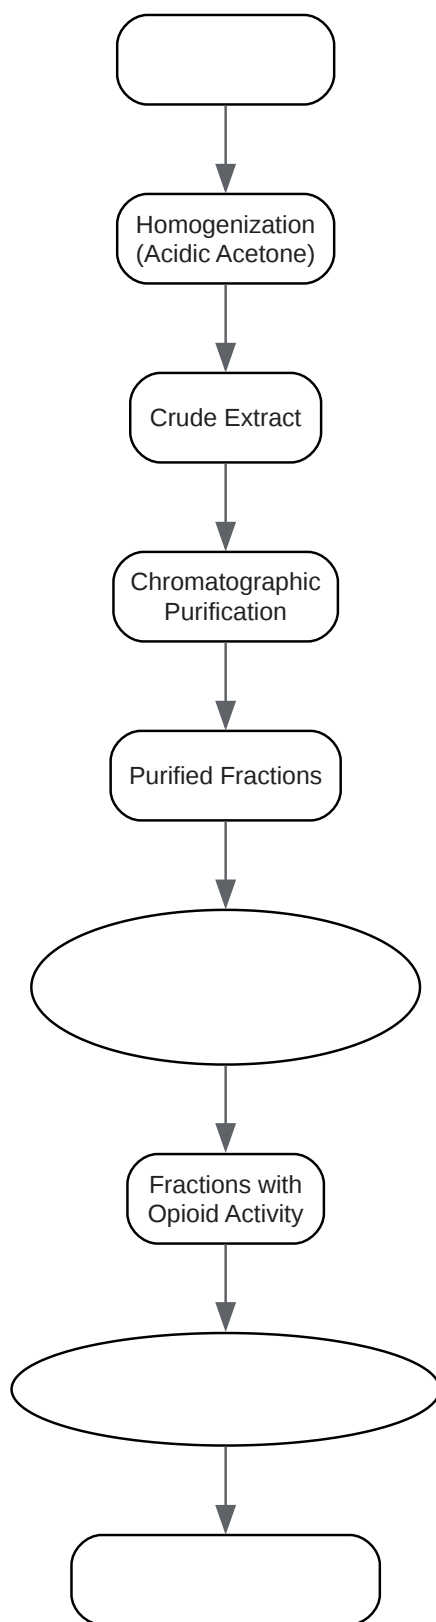 Homogenization
(Acidic Acetone)
Crude Extract
Chromatographic
Purification
Purified Fractions
Fractions with
Opioid Activity